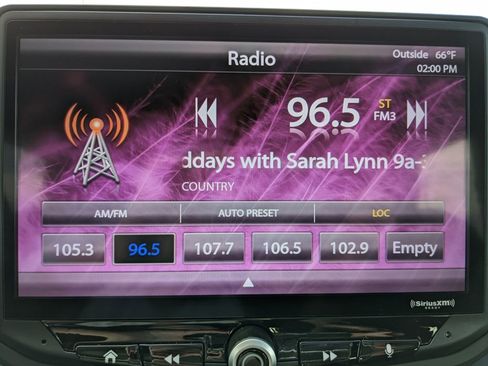 Radio
Outside 66°F
02:00 PM
96.5
ST
FM3
ddays with Sarah Lynn 9a-
COUNTRY
AM/FM
AUTO PRESET
LOC
105.3
96.5
107.7
106.5
102.9
Empty
((SiriusXM))
READY